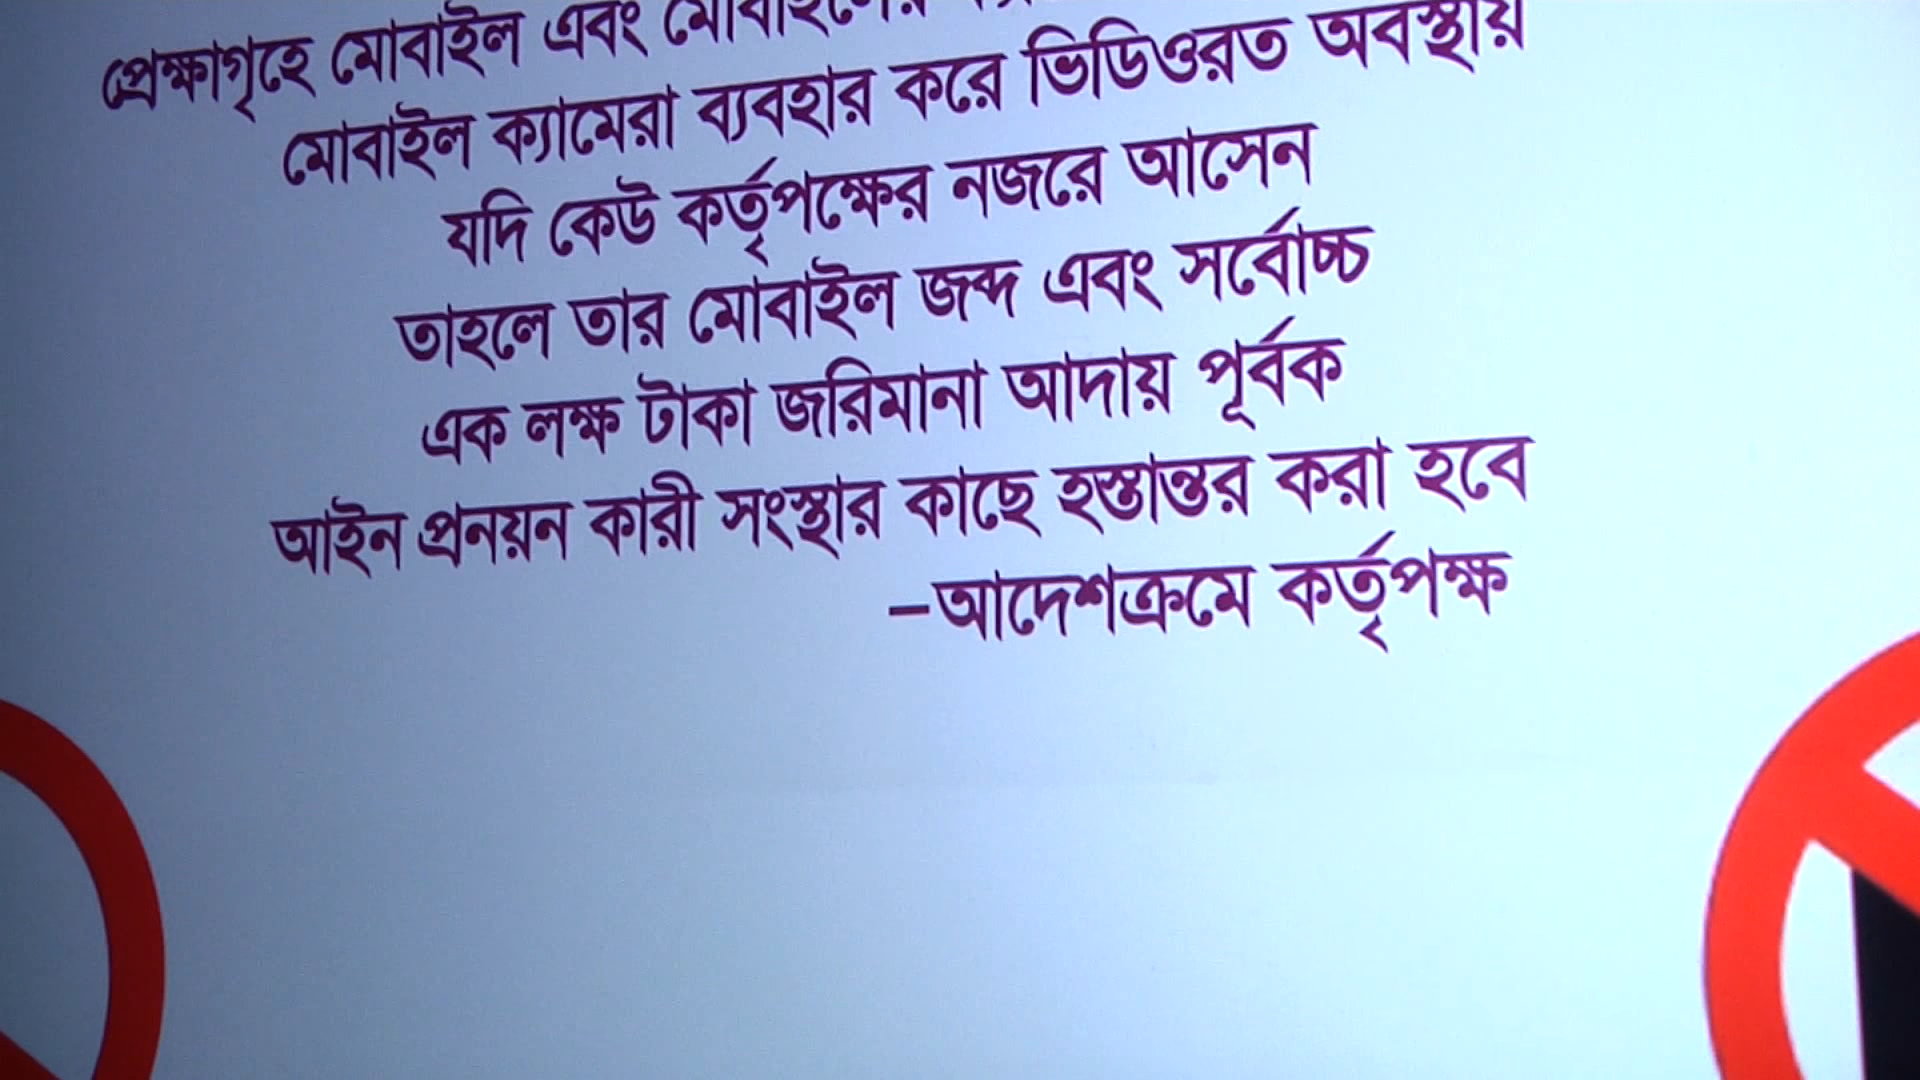 প্রেক্ষাগৃহে মোবাইল এবং মোবাইলের
মোবাইল ক্যামেরা ব্যবহার করে ভিডিওরত অবস্থায়
যদি কেউ কর্তৃপক্ষের নজরে আসেন
তাহলে তার মোবাইল জব্দ এবং সর্বোচ্চ
এক লক্ষ টাকা জরিমানা আদায় পূর্বক
আইন প্রনয়ন কারী সংস্থার কাছে হস্তান্তর করা হবে
–আদেশক্রমে কর্তৃপক্ষ